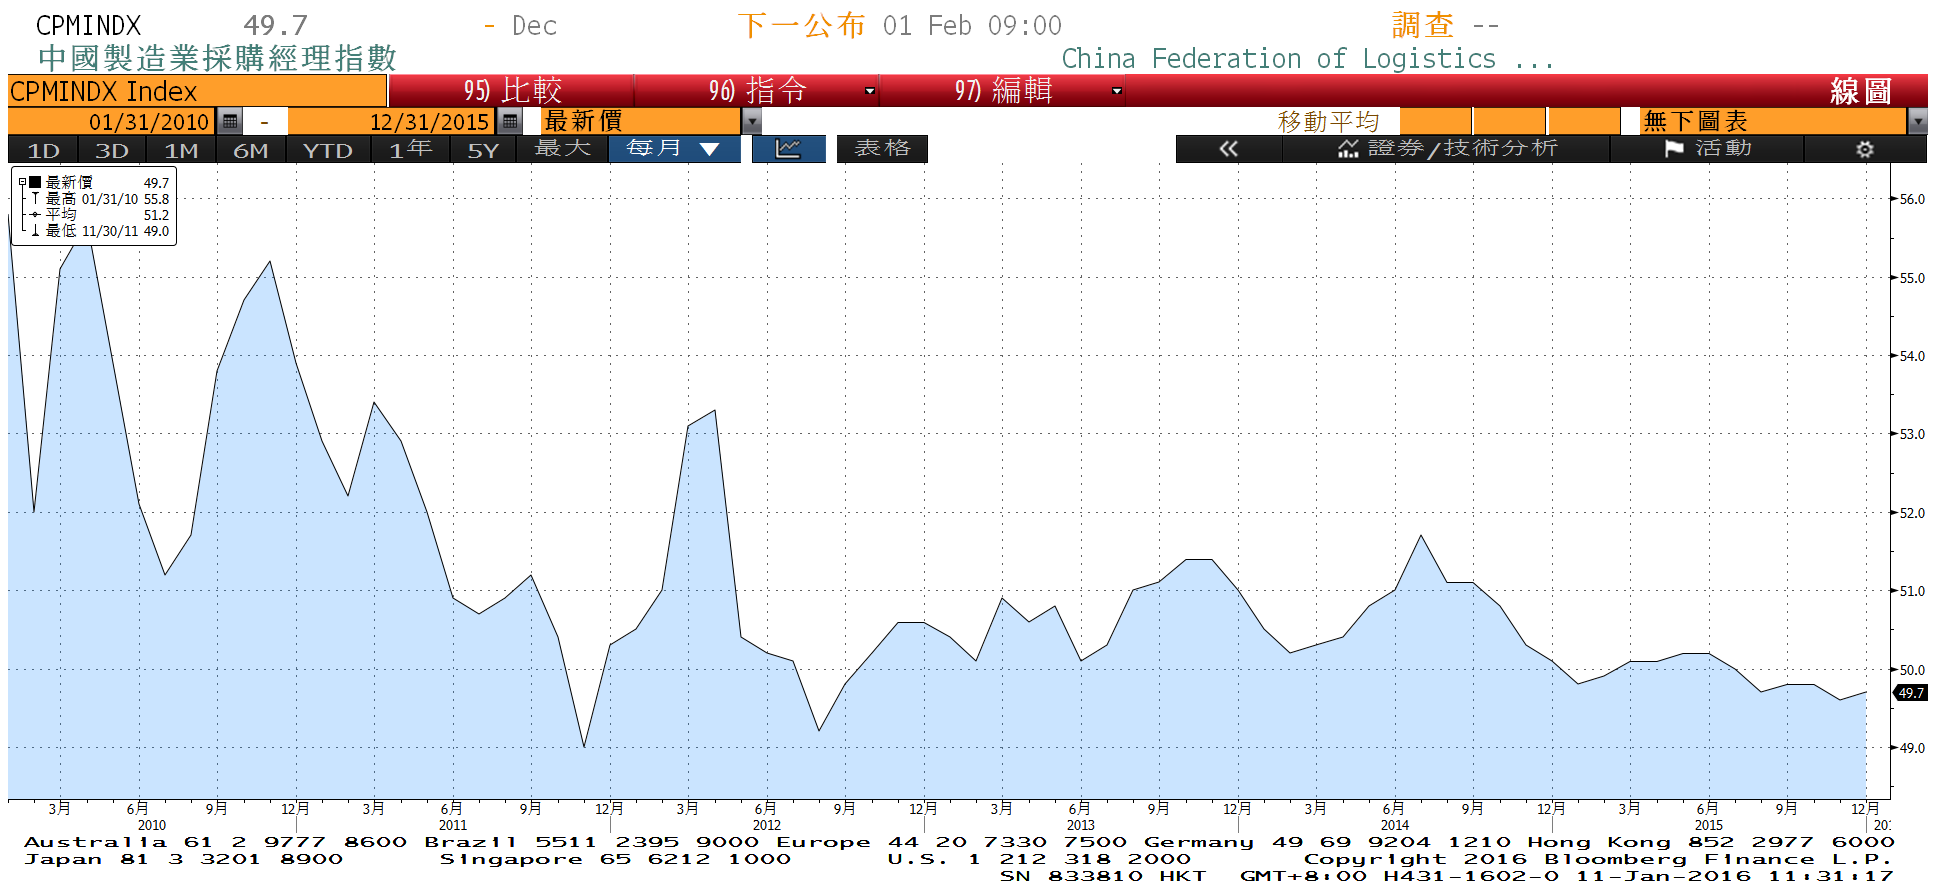 CPMINDX 49.7 - Dec 下一公布 01 Feb 09:00 調查 --
中國製造業採購經理指數 China Federation of Logistics ...
CPMINDX Index 95) 比較 96) 指令 97) 編輯 線圖
01/31/2010 - 12/31/2015 最新價 移動平均 無下圖表
1D 3D 1M 6M YTD 1年 5Y 最大 每月 ▼ 表格 « 證券/技術分析 活動
最新價 49.7
最高 01/31/10 55.8
平均 51.2
最低 11/30/11 49.0
56.0
55.0
54.0
53.0
52.0
51.0
50.0
49.7
49.0
3月 6月 9月 12月 3月 6月 9月 12月 3月 6月 9月 12月 3月 6月 9月 12月 3月 6月 9月 12月 3月 6月 9月 12月
2010 2011 2012 2013 2014 2015 201
Australia 61 2 9777 8600 Brazil 5511 2395 9000 Europe 44 20 7330 7500 Germany 49 69 9204 1210 Hong Kong 852 2977 6000
Japan 81 3 3201 8900 Singapore 65 6212 1000 U.S. 1 212 318 2000 Copyright 2016 Bloomberg Finance L.P.
SN 833810 HKT GMT+8:00 H431-1602-0 11-Jan-2016 11:31:17